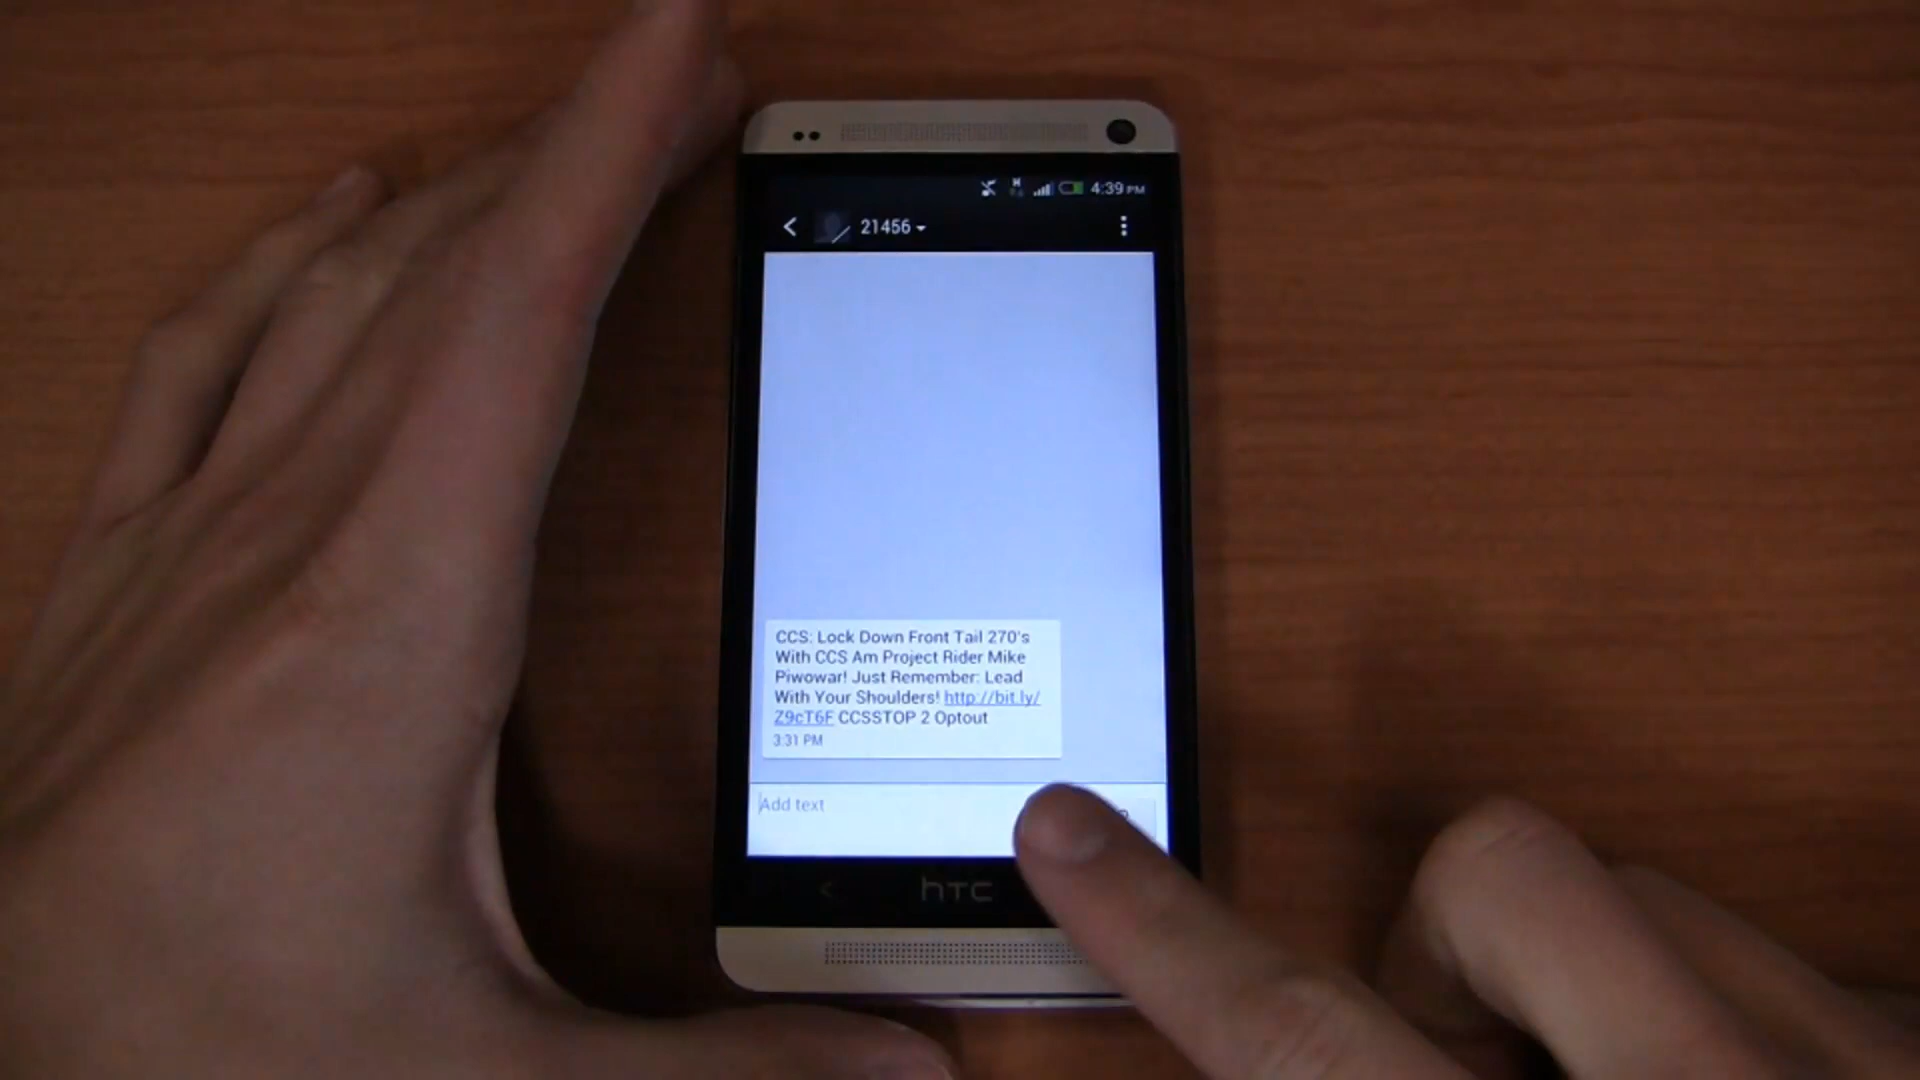 4:39 PM
21456
CCS: Lock Down Front Tail 270's
With CCS Am Project Rider Mike
Piwowar! Just Remember: Lead
With Your Shoulders! http://bit.ly/
Z9cT6F CCSSTOP 2 Optout
3:31 PM
Add text
hTC